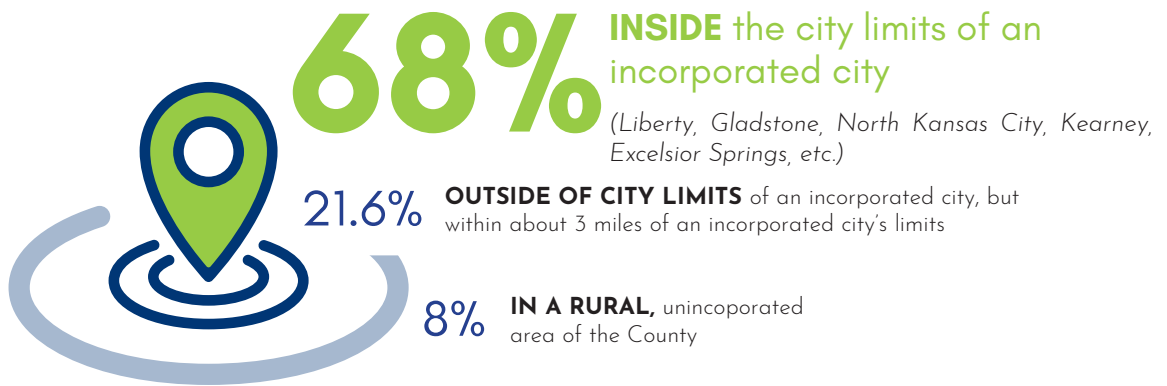 68%
INSIDE the city limits of an
incorporated city
(Liberty, Gladstone, North Kansas City, Kearney,
Excelsior Springs, etc.)
21.6%
OUTSIDE OF CITY LIMITS of an incorporated city, but
within about 3 miles of an incorporated city's limits
8%
IN A RURAL, unincoporated
area of the County